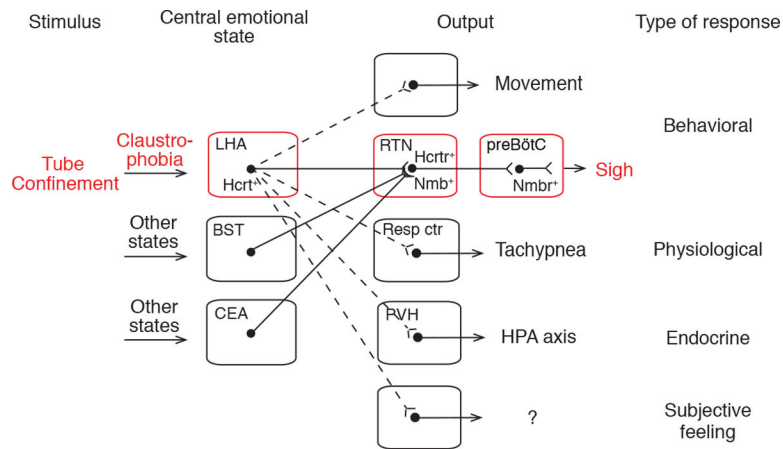 Stimulus
Central emotional
state
Output
Type of response
Movement
Behavioral
Claustro-
phobia
Tube
Confinement
LHA
Hcrt+
RTN
Hcrtr+
Nmb+
preBötC
Nmbr+
Sigh
Other
states
BST
Resp ctr
Tachypnea
Physiological
Other
states
CEA
PVH
HPA axis
Endocrine
?
Subjective
feeling